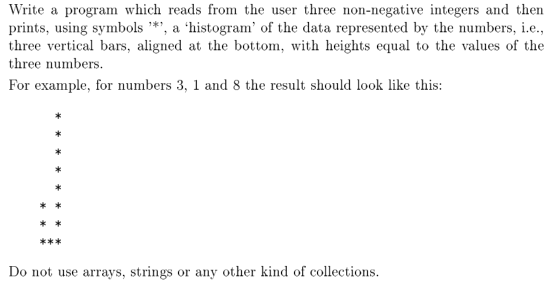 Write a program which reads from the user three non-negative integers and then
prints, using symbols '*', a ‘histogram’ of the data represented by the numbers, i.e.,
three vertical bars, aligned at the bottom, with heights equal to the values of the
three numbers.
For example, for numbers 3, 1 and 8 the result should look like this:
  *
  *
  *
  *
  *
* *
* *
***
Do not use arrays, strings or any other kind of collections.